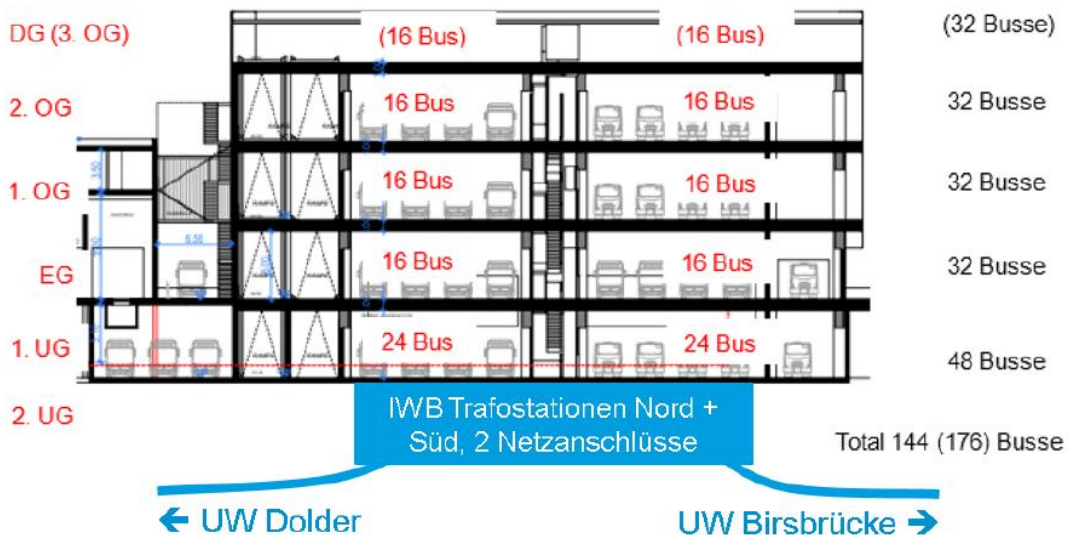 DG (3. OG) (16 Bus) (16 Bus) (32 Busse)
2. OG 16 Bus 16 Bus 32 Busse
1. OG 16 Bus 16 Bus 32 Busse
EG 16 Bus 16 Bus 32 Busse
1. UG 24 Bus 24 Bus 48 Busse
2. UG
IWB Trafostationen Nord +
Süd, 2 Netzanschlüsse
Total 144 (176) Busse
← UW Dolder UW Birsbrücke →